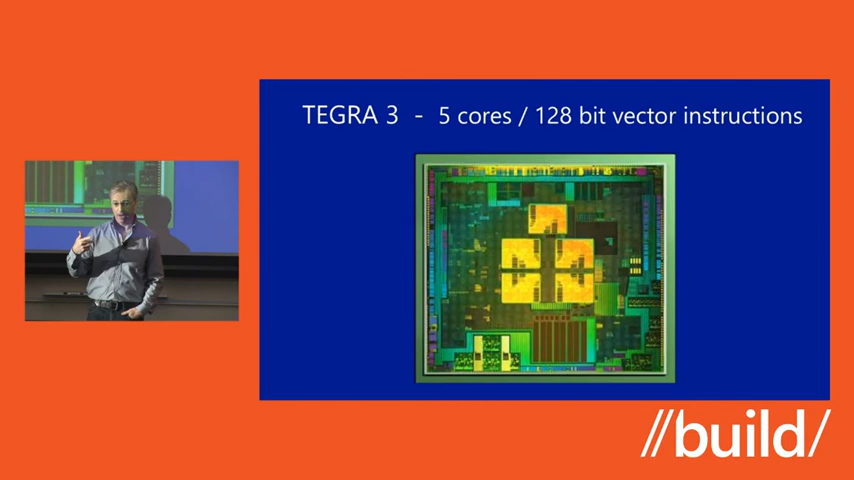 TEGRA 3 - 5 cores / 128 bit vector instructions
//build/